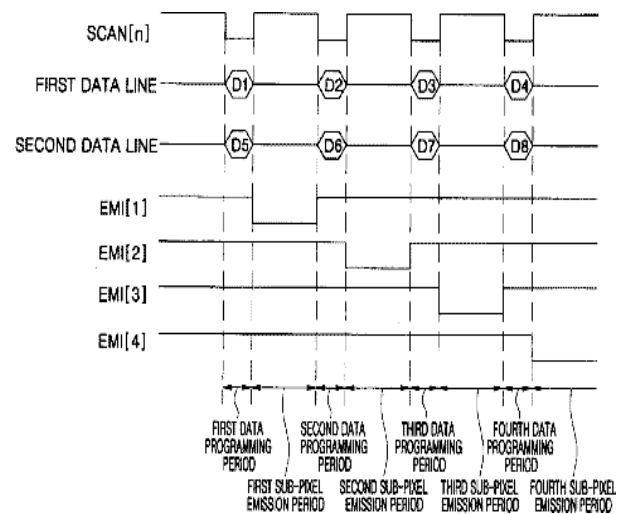 SCAN[n]
FIRST DATA LINE
D1
D2
D3
D4
SECOND DATA LINE
D5
D6
D7
D8
EMI[1]
EMI[2]
EMI[3]
EMI[4]
FIRST DATA
PROGRAMMING
PERIOD
SECOND DATA
PROGRAMMING
PERIOD
THIRD DATA
PROGRAMMING
PERIOD
FOURTH DATA
PROGRAMMING
PERIOD
FIRST SUB-PIXEL
EMISSION PERIOD
SECOND SUB-PIXEL
EMISSION PERIOD
THIRD SUB-PIXEL
EMISSION PERIOD
FOURTH SUB-PIXEL
EMISSION PERIOD